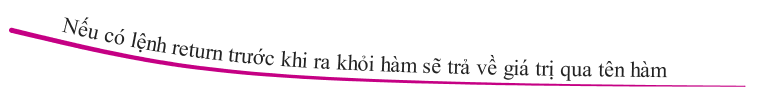 Nếu có lệnh return trước khi ra khỏi hàm sẽ trả về giá trị qua tên hàm